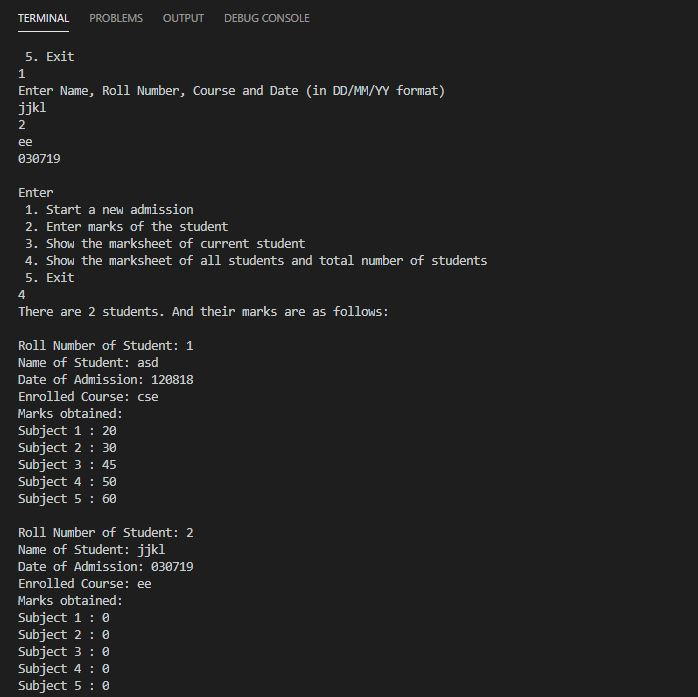 TERMINAL PROBLEMS OUTPUT DEBUG CONSOLE
5. Exit
1
Enter Name, Roll Number, Course and Date (in DD/MM/YY format)
jjkl
2
ee
030719
Enter
1. Start a new admission
2. Enter marks of the student
3. Show the marksheet of current student
4. Show the marksheet of all students and total number of students
5. Exit
4
There are 2 students. And their marks are as follows:
Roll Number of Student: 1
Name of Student: asd
Date of Admission: 120818
Enrolled Course: cse
Marks obtained:
Subject 1 : 20
Subject 2 : 30
Subject 3 : 45
Subject 4 : 50
Subject 5 : 60
Roll Number of Student: 2
Name of Student: jjkl
Date of Admission: 030719
Enrolled Course: ee
Marks obtained:
Subject 1 : 0
Subject 2 : 0
Subject 3 : 0
Subject 4 : 0
Subject 5 : 0